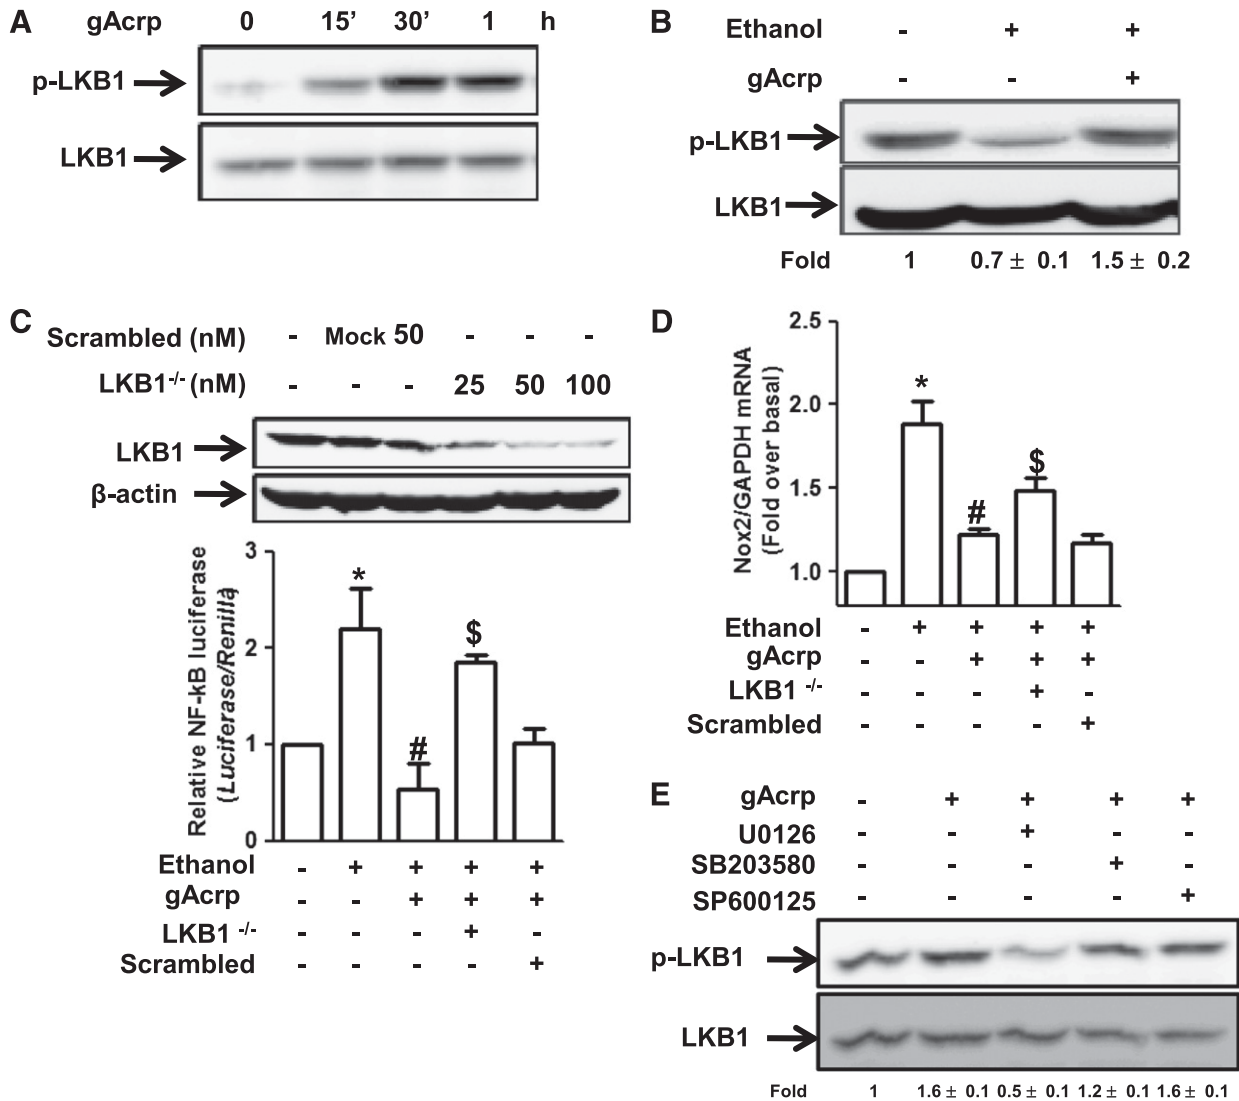 A
gAcrp 0 15' 30' 1 h
p-LKB1
LKB1
B
Ethanol - + +
gAcrp - - +
p-LKB1
LKB1
Fold 1 0.7 ± 0.1 1.5 ± 0.2
C
Scrambled (nM) - Mock 50 - - -
LKB1-/- (nM) - - - 25 50 100
LKB1
β-actin
Relative NF-kB luciferase
(Luciferase/Renilla)
3
2
1
0
* # $
Ethanol - + + + +
gAcrp - - + + +
LKB1 -/- - - - + -
Scrambled - - - - +
D
Nox2/GAPDH mRNA
(Fold over basal)
2.5
2.0
1.5
1.0
* # $
Ethanol - + + + +
gAcrp - - + + +
LKB1 -/- - - - + -
Scrambled - - - - +
E
gAcrp - + + + +
U0126 - - + - -
SB203580 - - - + -
SP600125 - - - - +
p-LKB1
LKB1
Fold 1 1.6 ± 0.1 0.5 ± 0.1 1.2 ± 0.1 1.6 ± 0.1